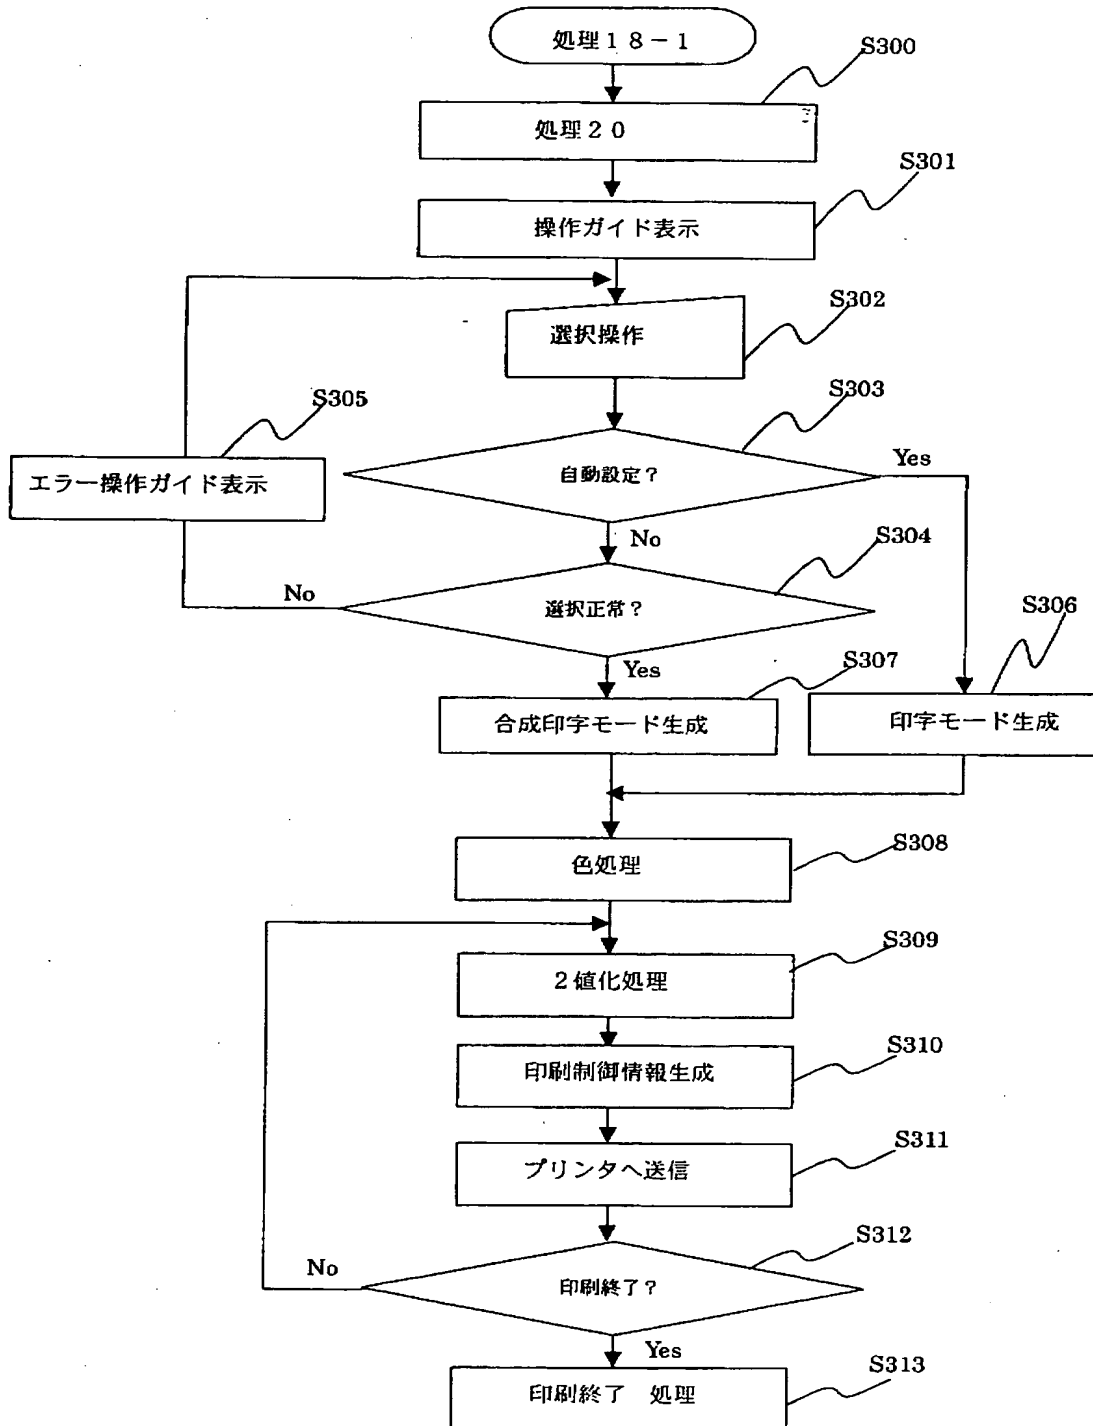 処理１８－１
S300
処理２０
S301
操作ガイド表示
S302
選択操作
S303
S305
自動設定？
Yes
エラー操作ガイド表示
No
S304
No
選択正常？
S306
Yes
S307
合成印字モード生成
印字モード生成
S308
色処理
S309
２値化処理
S310
印刷制御情報生成
S311
プリンタへ送信
S312
No
印刷終了？
Yes
S313
印刷終了　処理